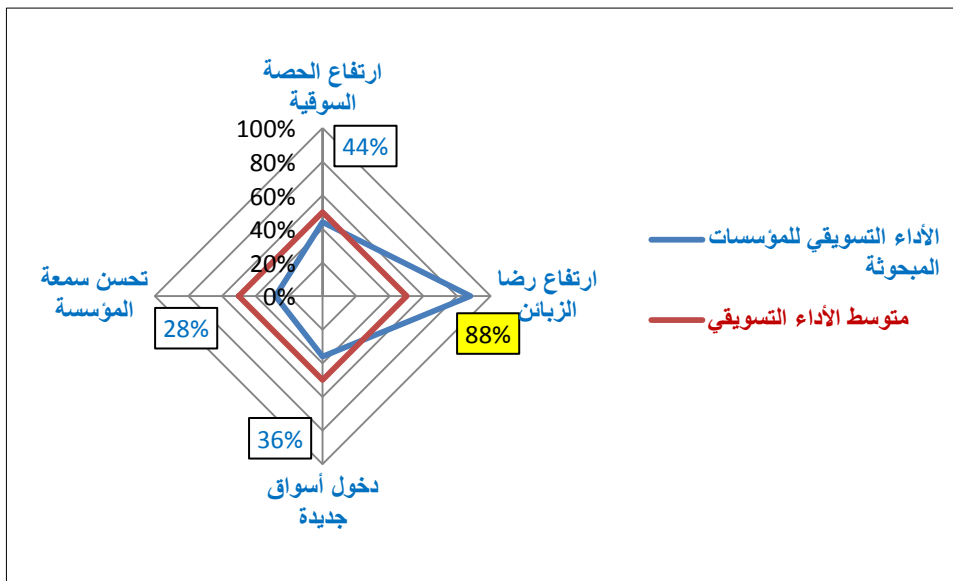 ارتفاع الحصة
السوقية
100%
80%
60%
40%
20%
0%
44%
ارتفاع رضا
الزبائن
88%
دخول أسواق
جديدة
36%
تحسن سمعة
المؤسسة
28%
الأداء التسويقي للمؤسسات
المبحوثة
متوسط الأداء التسويقي